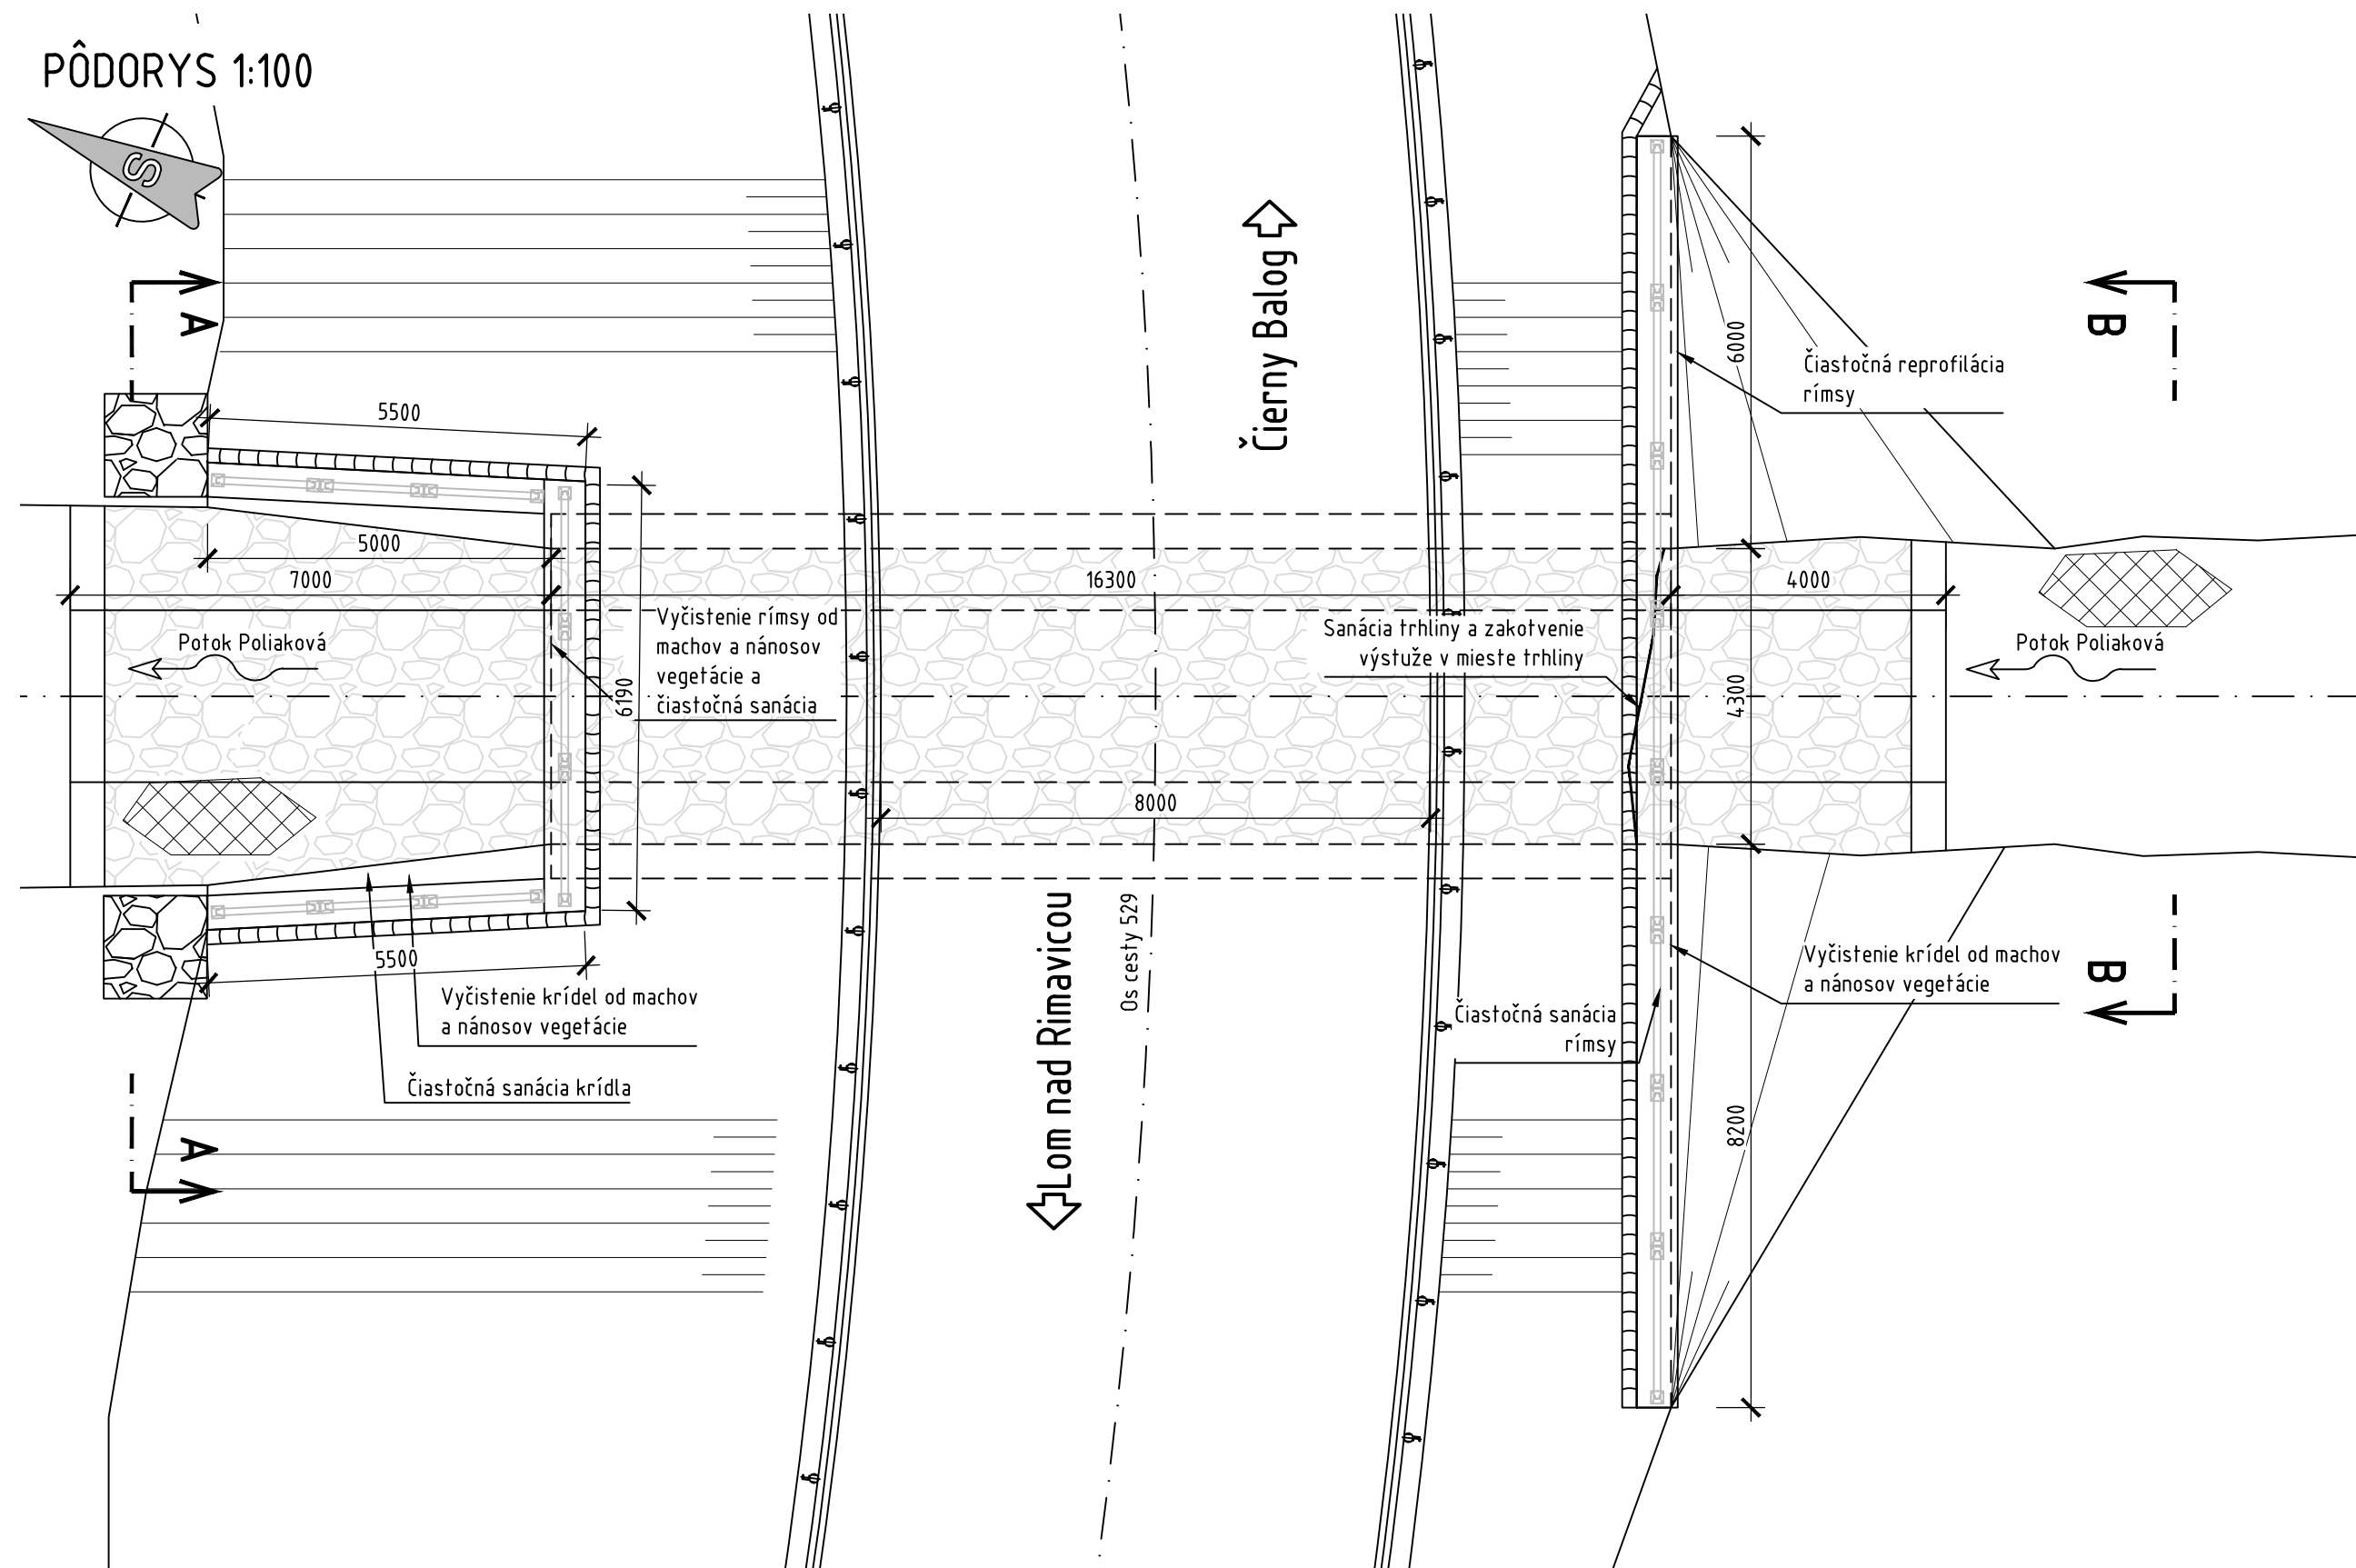 PÔDORYS 1:100
S
A
B
Čierny Balog
6000
Čiastočná reprofilácia
rímsy
5500
5000
7000
16300
4000
Vyčistenie rímsy od
machov a nánosov
vegetácie a
čiastočná sanácia
6190
Sanácia trhliny a zakotvenie
výstuže v mieste trhliny
Potok Poliaková
Potok Poliaková
4300
8000
Lom nad Rimavicou
Os cesty 529
5500
Vyčistenie krídel od machov
a nánosov vegetácie
Čiastočná sanácia krídla
Čiastočná sanácia
rímsy
Vyčistenie krídel od machov
a nánosov vegetácie
8200
A
B